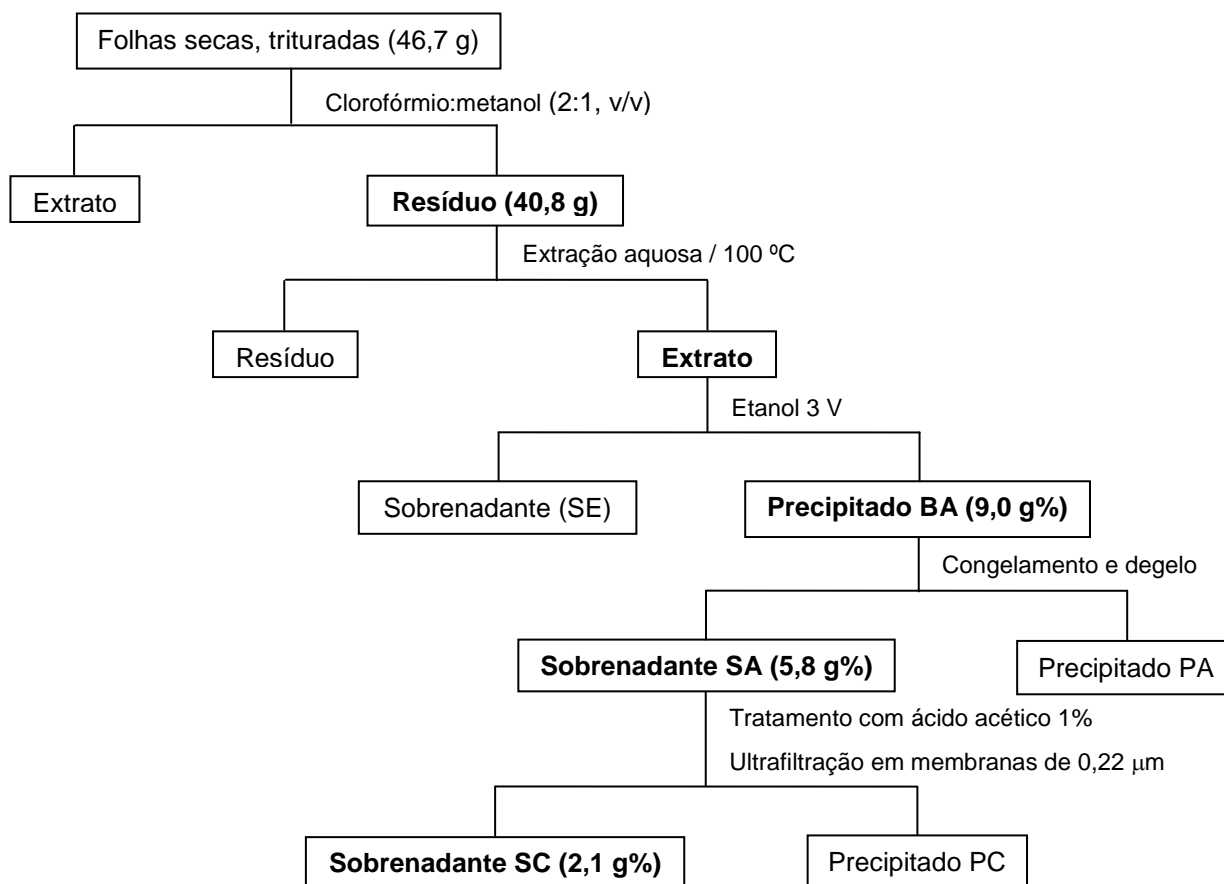 Folhas secas, trituradas (46,7 g)
Clorofórmio:metanol (2:1, v/v)
Extrato
Resíduo (40,8 g)
Extração aquosa / 100 ºC
Resíduo
Extrato
Etanol 3 V
Sobrenadante (SE)
Precipitado BA (9,0 g%)
Congelamento e degelo
Sobrenadante SA (5,8 g%)
Precipitado PA
Tratamento com ácido acético 1%
Ultrafiltração em membranas de 0,22 μm
Sobrenadante SC (2,1 g%)
Precipitado PC